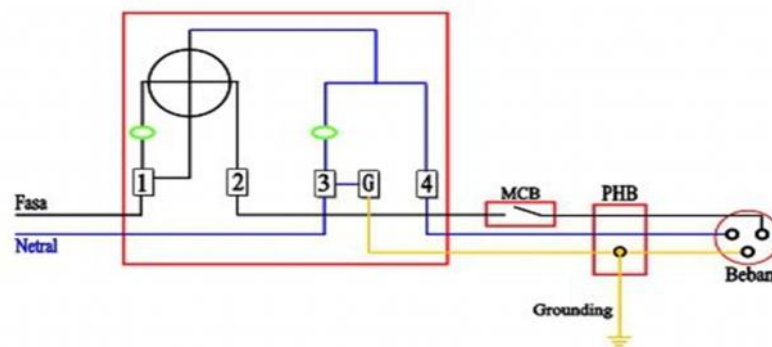 1 2 3 G 4
Fasa
Netral
MCB
PHB
Beban
Grounding